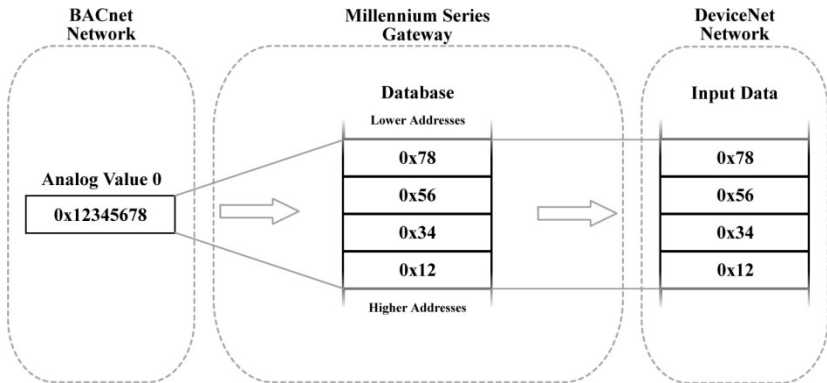 BACnet
Network
Millennium Series
Gateway
DeviceNet
Network
Database
Input Data
Lower Addresses
Analog Value 0
0x12345678
0x78
0x56
0x34
0x12
0x78
0x56
0x34
0x12
Higher Addresses